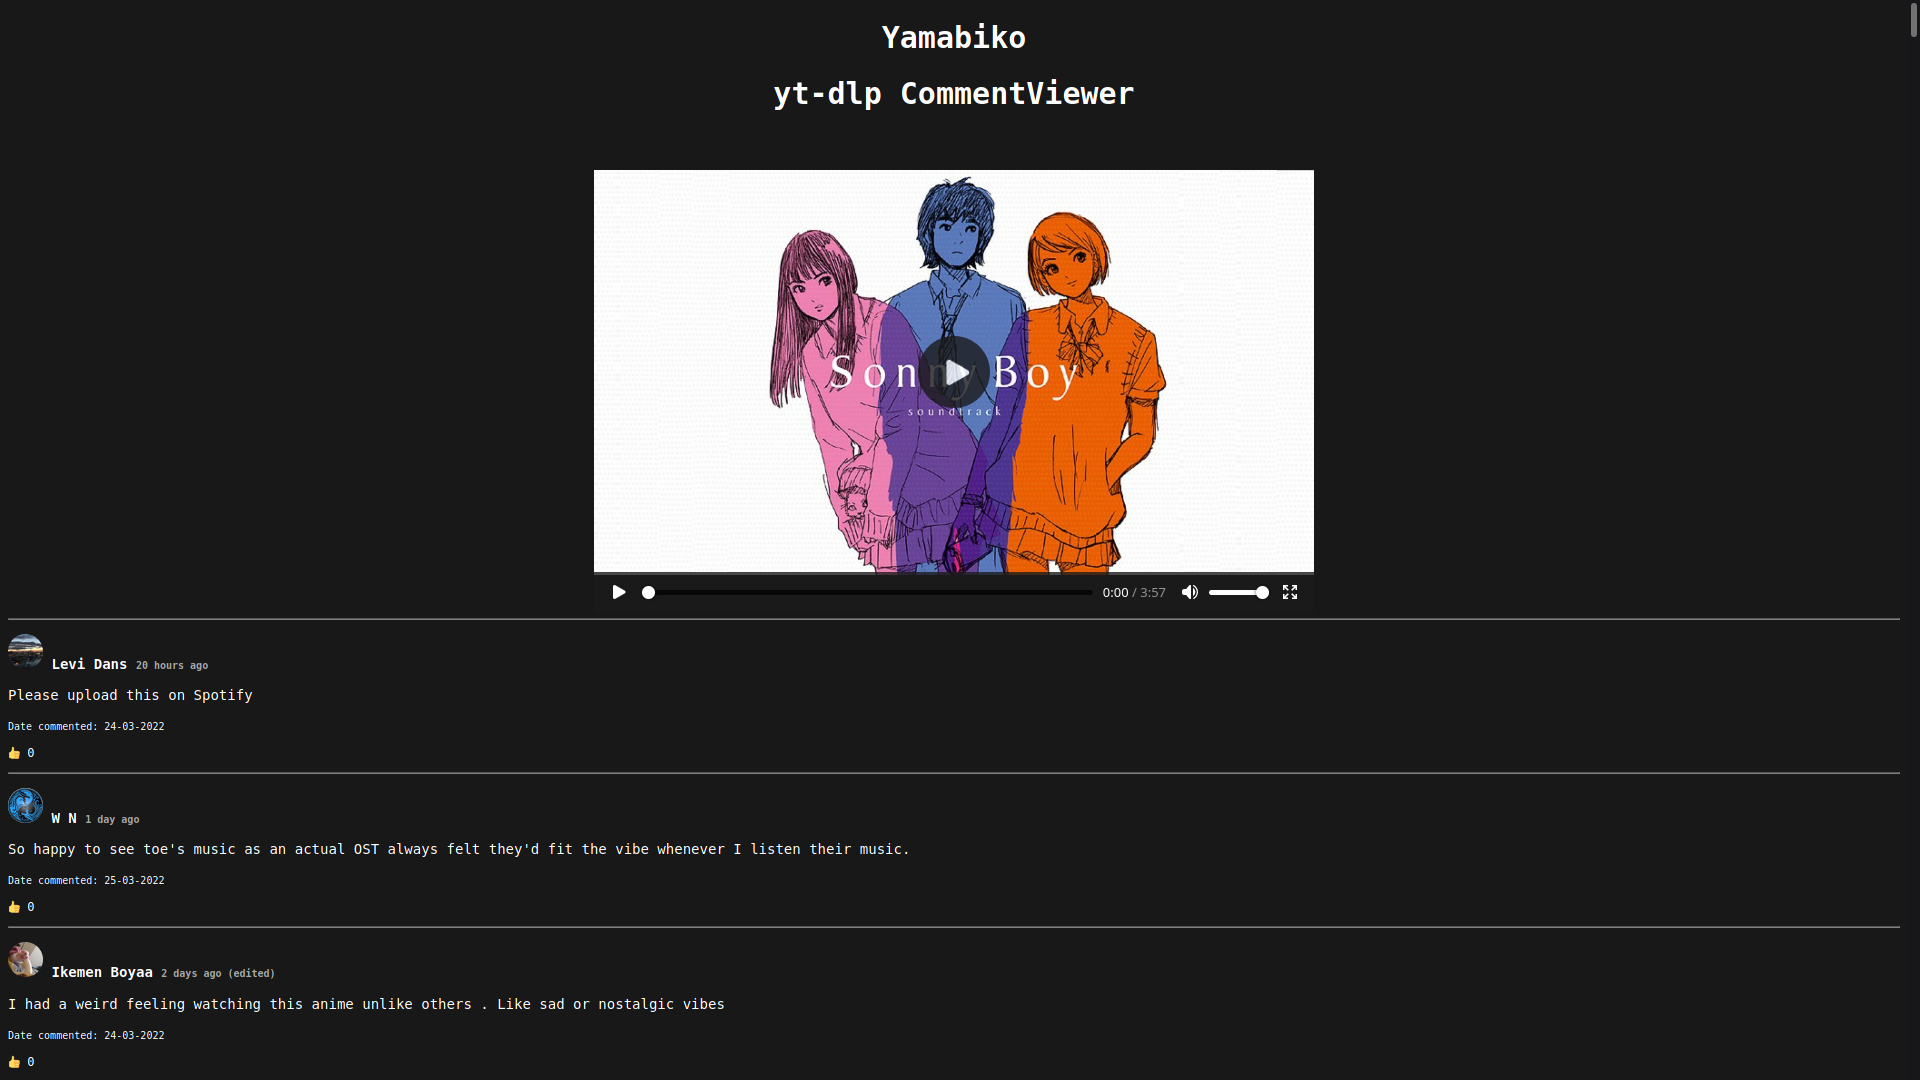 Yamabiko
yt-dlp CommentViewer
Sonny Boy
soundtrack
0:00 / 3:57
Levi Dans 20 hours ago
Please upload this on Spotify
Date commented: 24-03-2022
👍 0
W N 1 day ago
So happy to see toe's music as an actual OST always felt they'd fit the vibe whenever I listen their music.
Date commented: 25-03-2022
👍 0
Ikemen Boyaa 2 days ago (edited)
I had a weird feeling watching this anime unlike others . Like sad or nostalgic vibes
Date commented: 24-03-2022
👍 0